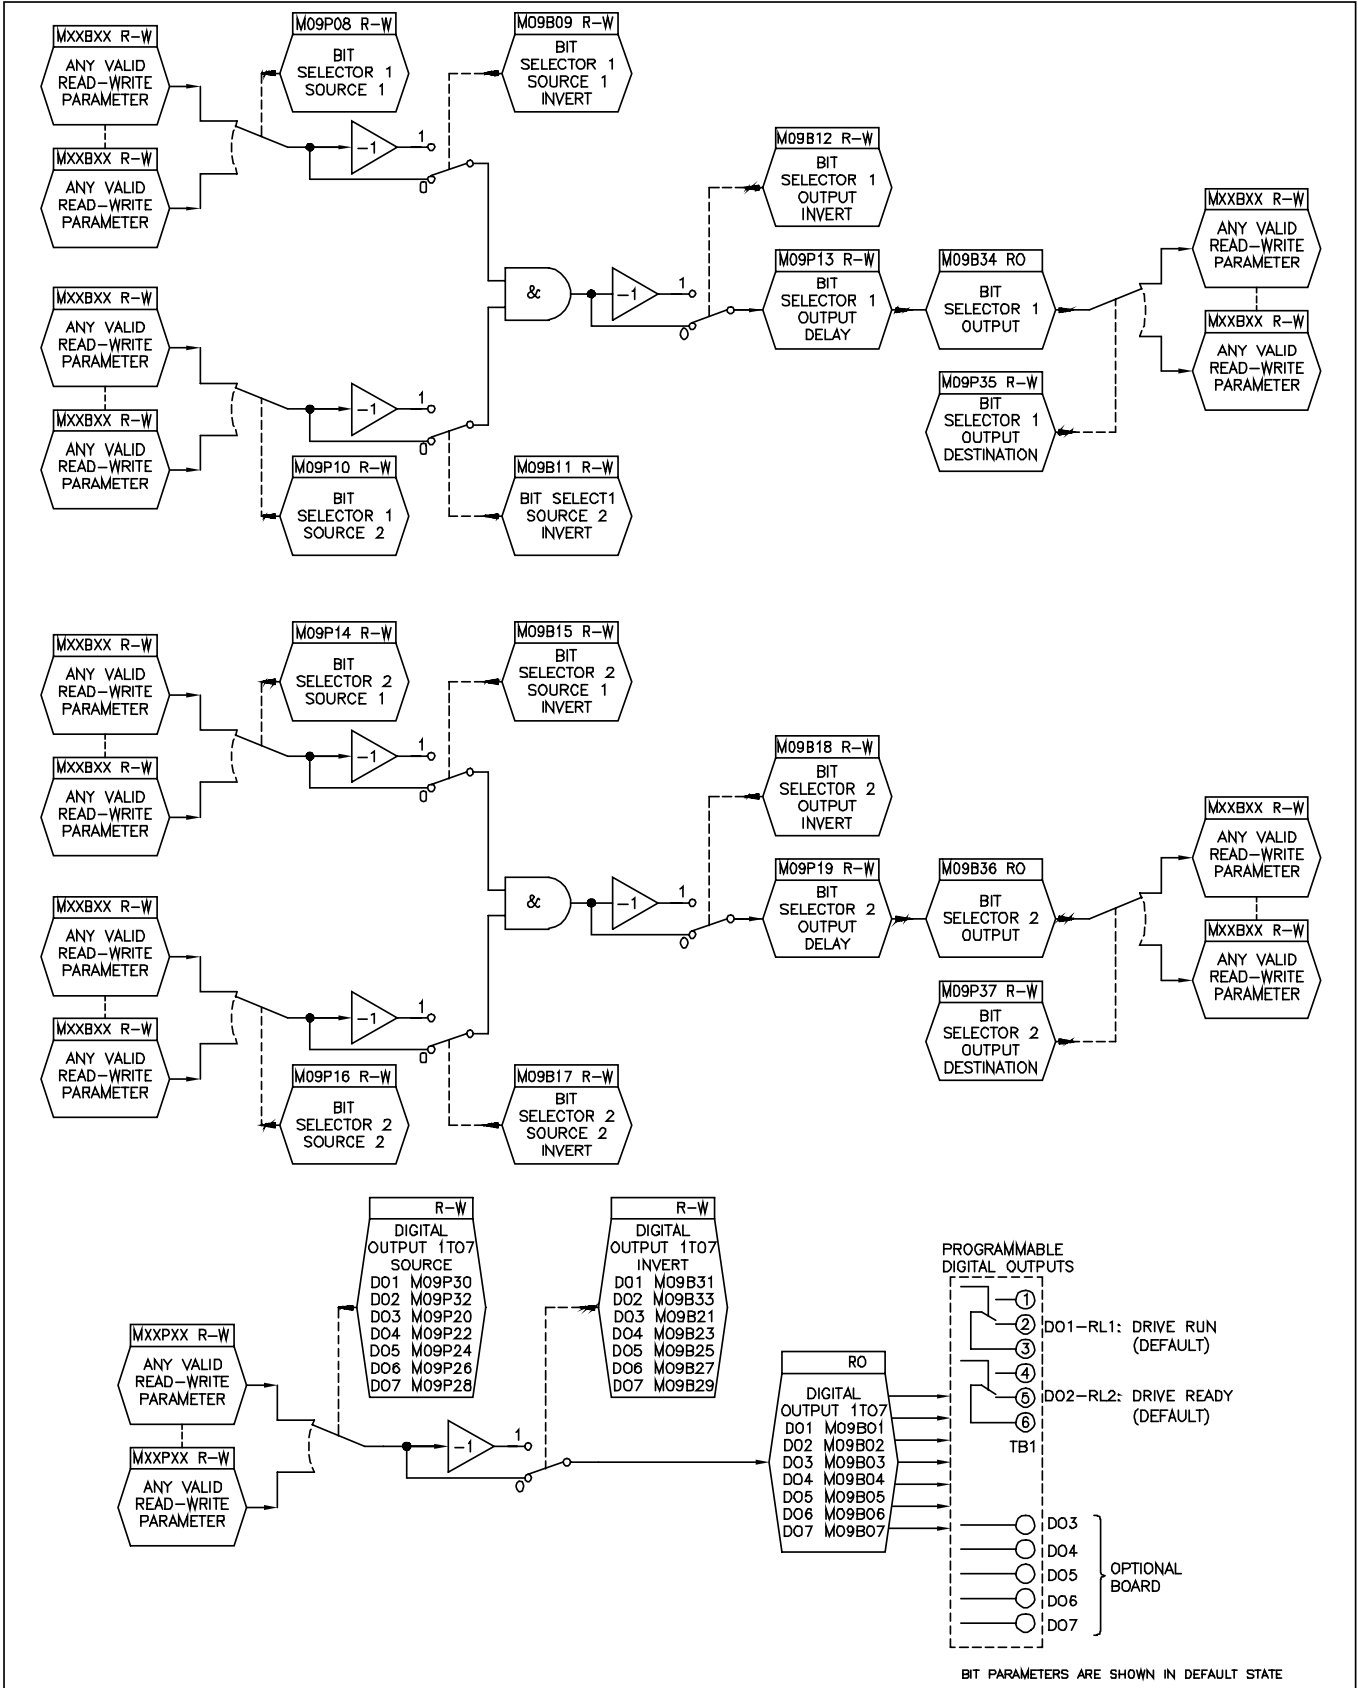 MXXBXX R-W
ANY VALID
READ-WRITE
PARAMETER
MXXBXX R-W
ANY VALID
READ-WRITE
PARAMETER
M09P08 R-W
BIT
SELECTOR 1
SOURCE 1
M09B09 R-W
BIT
SELECTOR 1
SOURCE 1
INVERT
-1
1
0
MXXBXX R-W
ANY VALID
READ-WRITE
PARAMETER
MXXBXX R-W
ANY VALID
READ-WRITE
PARAMETER
-1
1
0
M09P10 R-W
BIT
SELECTOR 1
SOURCE 2
M09B11 R-W
BIT SELECT1
SOURCE 2
INVERT
&
-1
1
0
M09B12 R-W
BIT
SELECTOR 1
OUTPUT
INVERT
M09P13 R-W
BIT
SELECTOR 1
OUTPUT
DELAY
M09B34 RO
BIT
SELECTOR 1
OUTPUT
M09P35 R-W
BIT
SELECTOR 1
OUTPUT
DESTINATION
MXXBXX R-W
ANY VALID
READ-WRITE
PARAMETER
MXXBXX R-W
ANY VALID
READ-WRITE
PARAMETER
MXXBXX R-W
ANY VALID
READ-WRITE
PARAMETER
MXXBXX R-W
ANY VALID
READ-WRITE
PARAMETER
M09P14 R-W
BIT
SELECTOR 2
SOURCE 1
M09B15 R-W
BIT
SELECTOR 2
SOURCE 1
INVERT
-1
1
0
MXXBXX R-W
ANY VALID
READ-WRITE
PARAMETER
MXXBXX R-W
ANY VALID
READ-WRITE
PARAMETER
-1
1
0
M09P16 R-W
BIT
SELECTOR 2
SOURCE 2
M09B17 R-W
BIT
SELECTOR 2
SOURCE 2
INVERT
&
-1
1
0
M09B18 R-W
BIT
SELECTOR 2
OUTPUT
INVERT
M09P19 R-W
BIT
SELECTOR 2
OUTPUT
DELAY
M09B36 RO
BIT
SELECTOR 2
OUTPUT
M09P37 R-W
BIT
SELECTOR 2
OUTPUT
DESTINATION
MXXBXX R-W
ANY VALID
READ-WRITE
PARAMETER
MXXBXX R-W
ANY VALID
READ-WRITE
PARAMETER
R-W
DIGITAL
OUTPUT 1TO7
SOURCE
DO1 M09P30
DO2 M09P32
DO3 M09P20
DO4 M09P22
DO5 M09P24
DO6 M09P26
DO7 M09P28
R-W
DIGITAL
OUTPUT 1TO7
INVERT
DO1 M09B31
DO2 M09B33
DO3 M09B21
DO4 M09B23
DO5 M09B25
DO6 M09B27
DO7 M09B29
MXXPXX R-W
ANY VALID
READ-WRITE
PARAMETER
MXXPXX R-W
ANY VALID
READ-WRITE
PARAMETER
-1
1
0
RO
DIGITAL
OUTPUT 1TO7
DO1 M09B01
DO2 M09B02
DO3 M09B03
DO4 M09B04
DO5 M09B05
DO6 M09B06
DO7 M09B07
PROGRAMMABLE
DIGITAL OUTPUTS
1
2 DO1-RL1: DRIVE RUN
3 (DEFAULT)
4
5 DO2-RL2: DRIVE READY
6 (DEFAULT)
TB1
DO3
DO4
DO5
DO6
DO7
OPTIONAL
BOARD
BIT PARAMETERS ARE SHOWN IN DEFAULT STATE